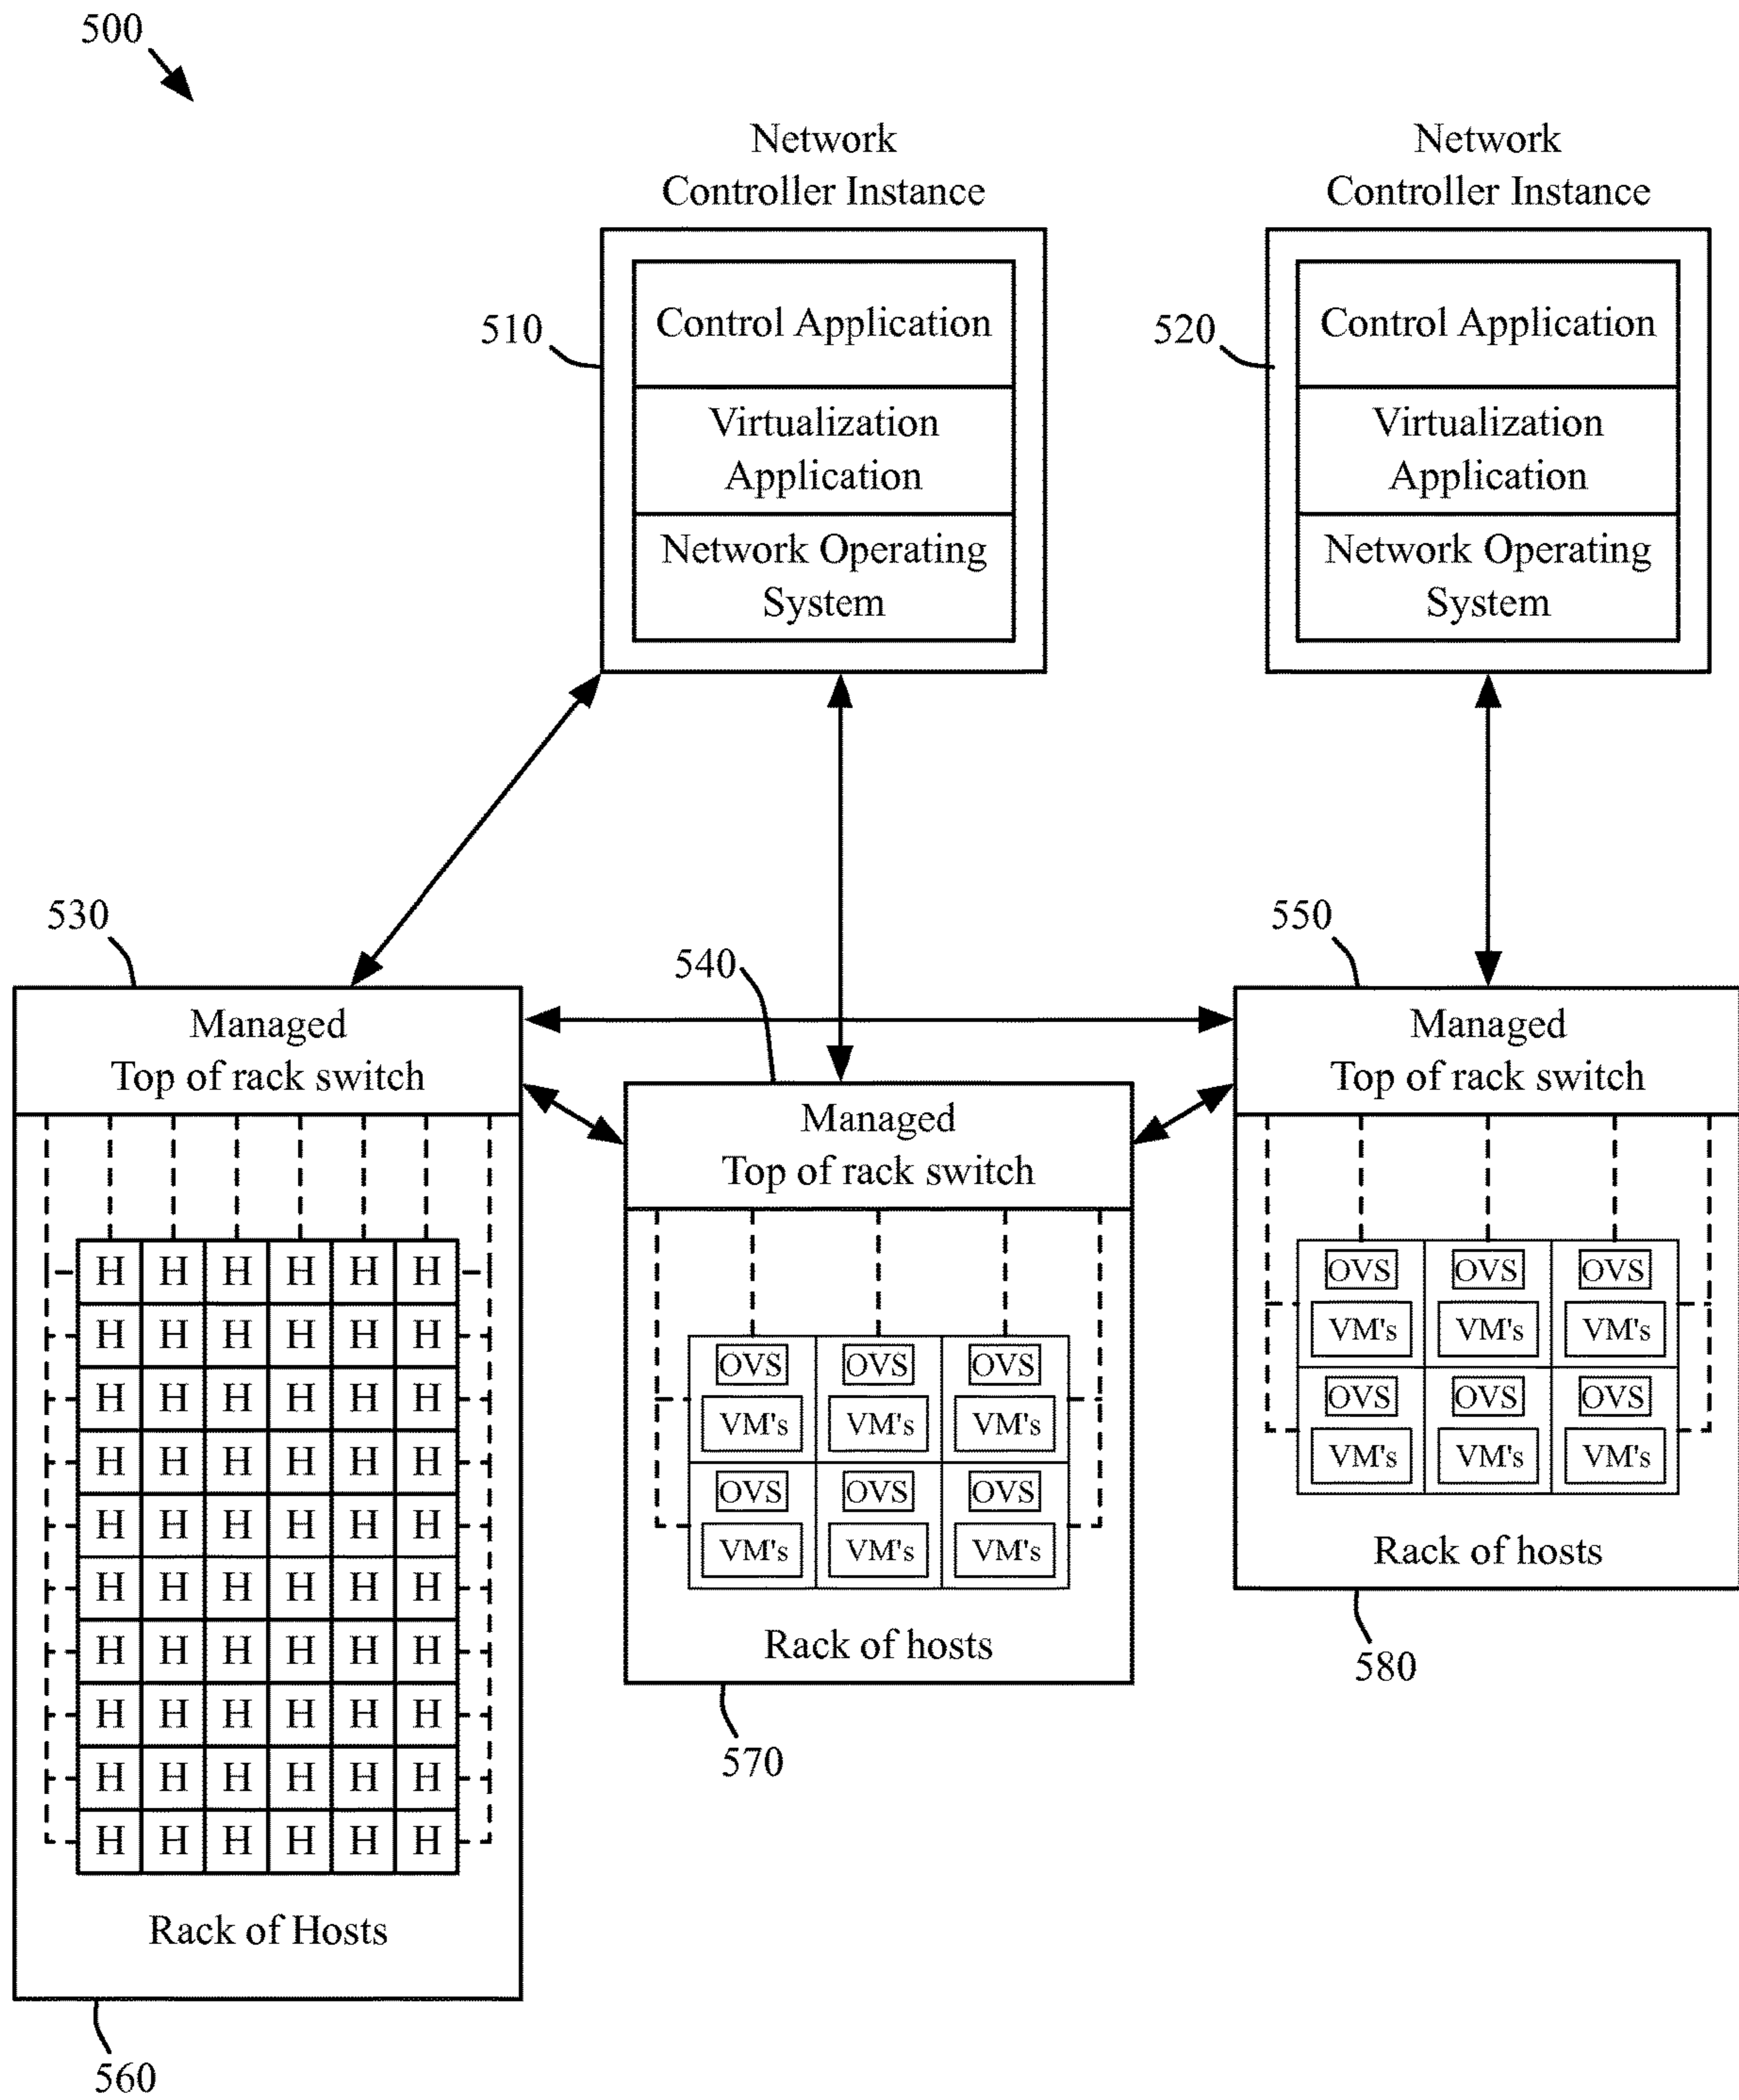 500
Network
Controller Instance
Network
Controller Instance
510
Control Application
Virtualization
Application
Network Operating
System
520
Control Application
Virtualization
Application
Network Operating
System
530
540
550
Managed
Top of rack switch
Managed
Top of rack switch
Managed
Top of rack switch
H H H H H H
H H H H H H
H H H H H H
H H H H H H
H H H H H H
H H H H H H
H H H H H H
H H H H H H
H H H H H H
H H H H H H
Rack of Hosts
560
OVS OVS OVS
VM's VM's VM's
OVS OVS OVS
VM's VM's VM's
Rack of hosts
570
OVS OVS OVS
VM's VM's VM's
OVS OVS OVS
VM's VM's VM's
Rack of hosts
580